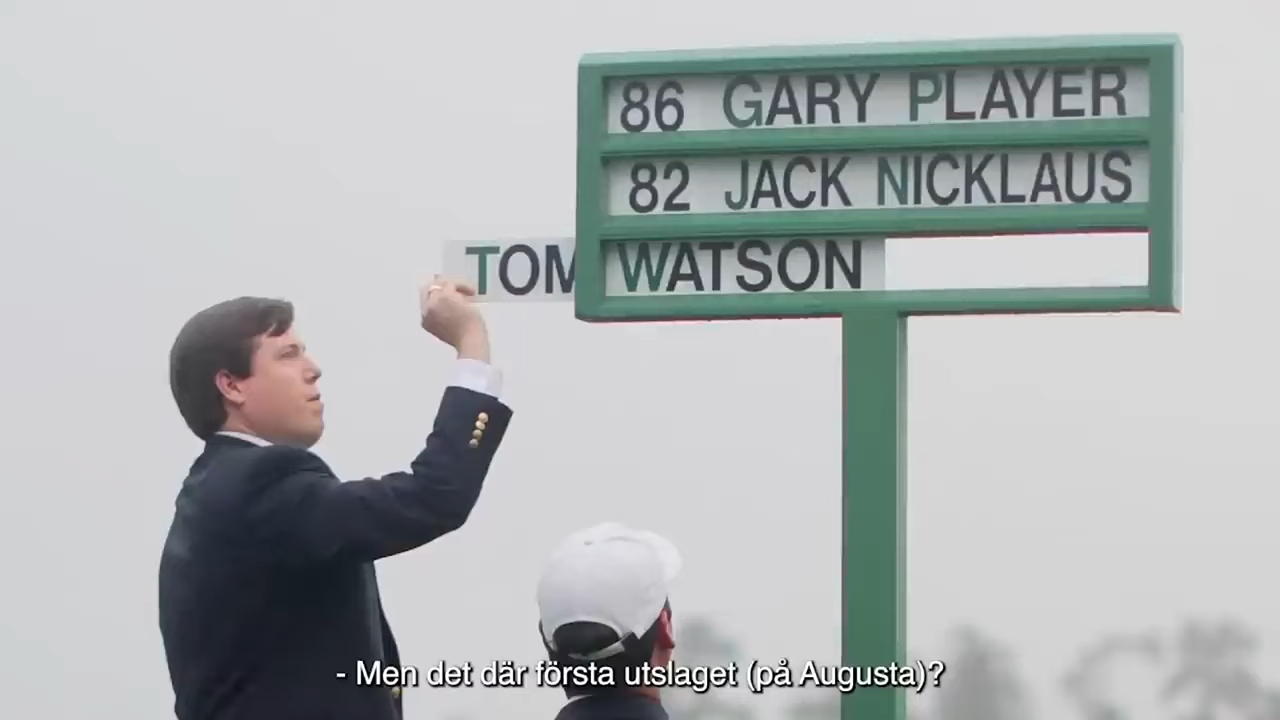 86 GARY PLAYER
82 JACK NICKLAUS
TOM WATSON
- Men det där första utslaget (på Augusta)?